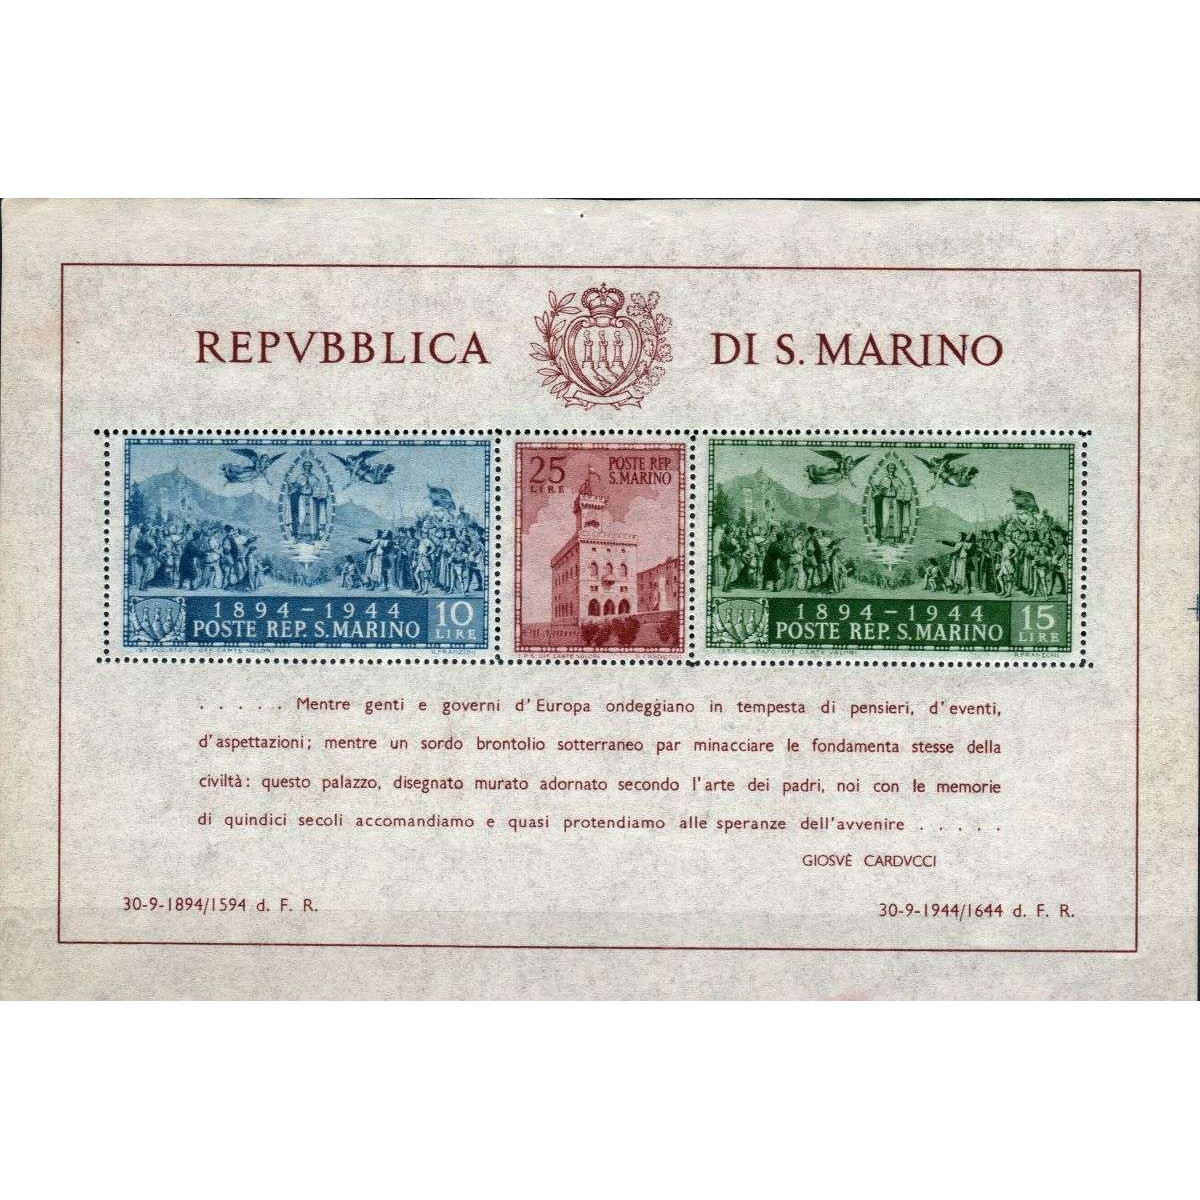 REPVBBLICA DI S. MARINO
1894 - 1944
POSTE REP. S. MARINO
10
LIRE
25
LIRE
POSTE REP.
S. MARINO
1894 - 1944
POSTE REP. S. MARINO
15
LIRE
. . . . . Mentre genti e governi d'Europa ondeggiano in tempesta di pensieri, d'eventi,
d'aspettazioni; mentre un sordo brontolio sotterraneo par minacciare le fondamenta stesse della
civiltà: questo palazzo, disegnato murato adornato secondo l'arte dei padri, noi con le memorie
di quindici secoli accomandiamo e quasi protendiamo alle speranze dell'avvenire . . . . .
GIOSVÈ CARDVCCI
30-9-1894/1594 d. F. R.
30-9-1944/1644 d. F. R.